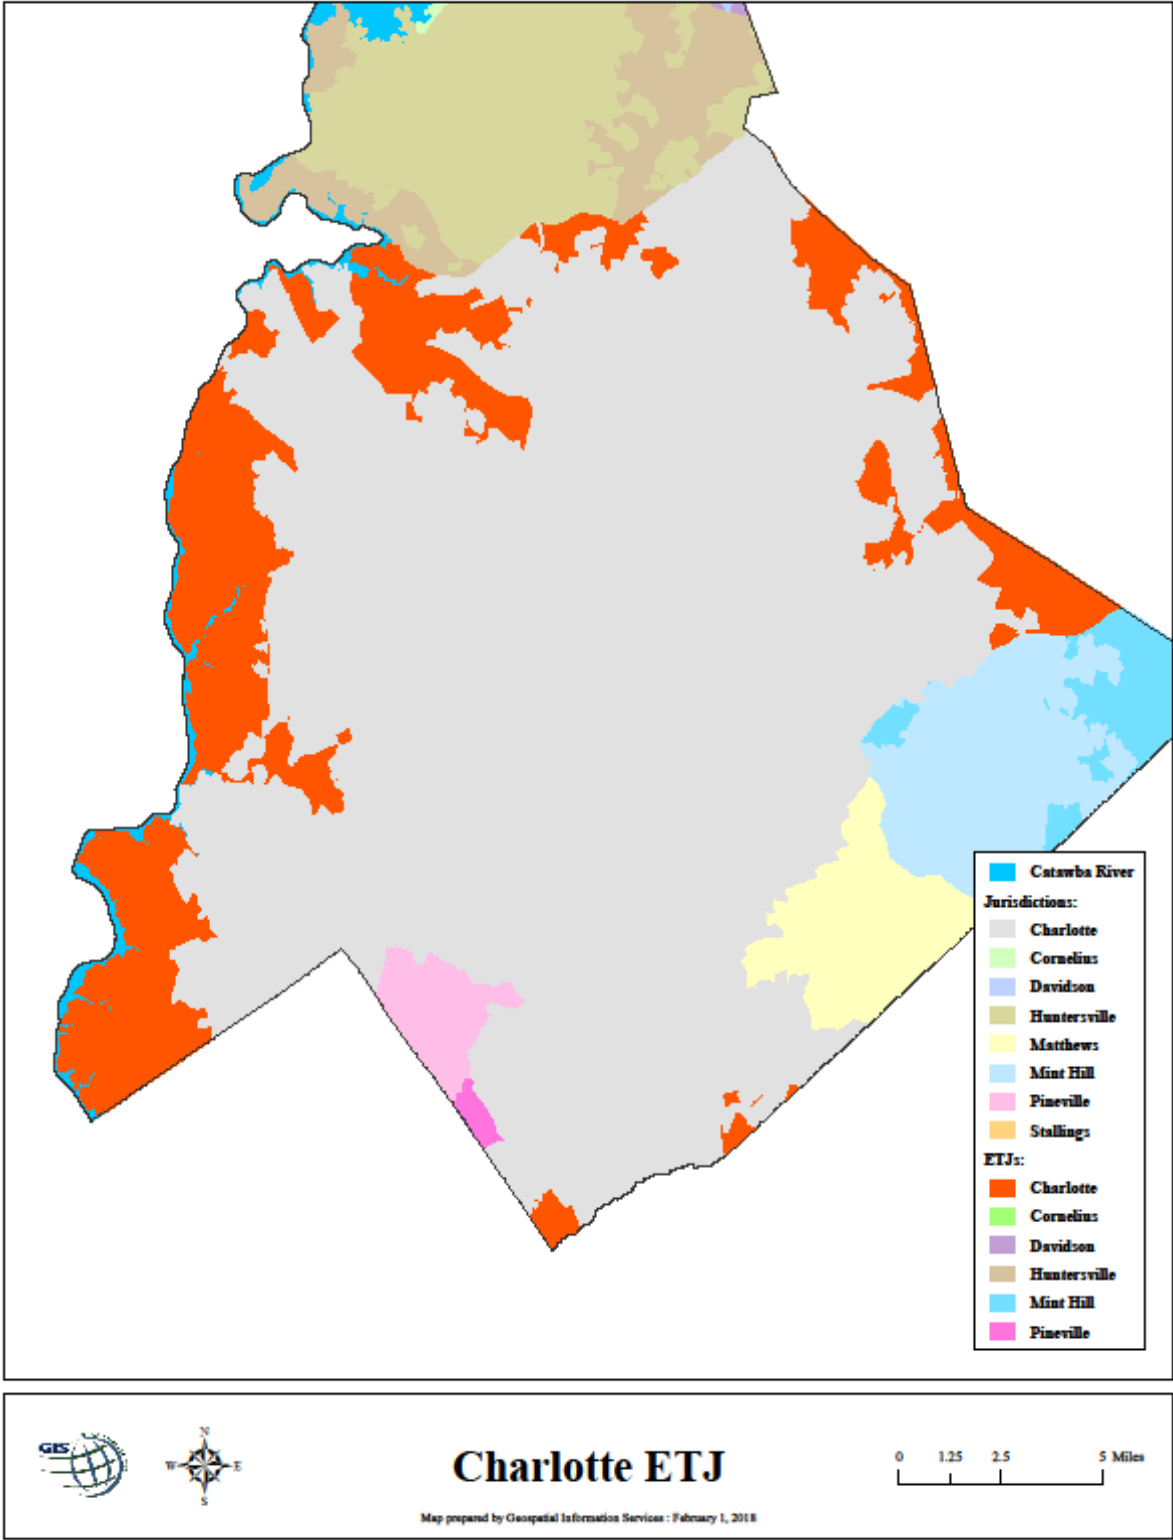 Catawba River
Jurisdictions:
Charlotte
Cornelius
Davidson
Huntersville
Matthews
Mint Hill
Pineville
Stallings
ETJs:
Charlotte
Cornelius
Davidson
Huntersville
Mint Hill
Pineville
GIS
N
W E
S
Charlotte ETJ
0 1.25 2.5 5 Miles
Map prepared by Geospatial Information Services : February 1, 2018